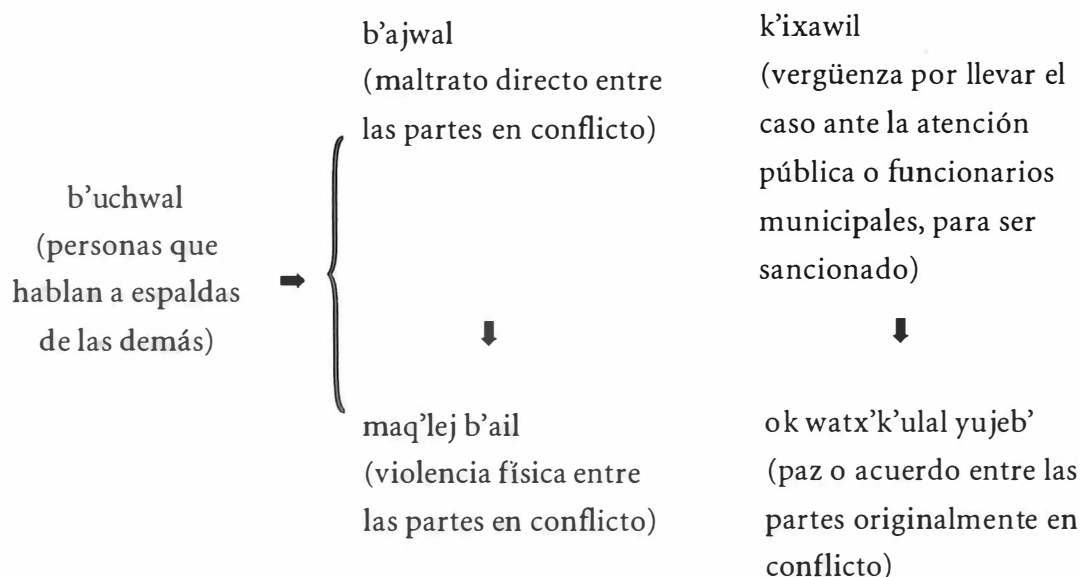 b’uchwal
(personas que
hablan a espaldas
de las demás)
b’ajwal
(maltrato directo entre
las partes en conflicto)
maq’lej b’ail
(violencia física entre
las partes en conflicto)
k’ixawil
(vergüenza por llevar el
caso ante la atención
pública o funcionarios
municipales, para ser
sancionado)
ok watx’k’ulal yujeb’
(paz o acuerdo entre las
partes originalmente en
conflicto)